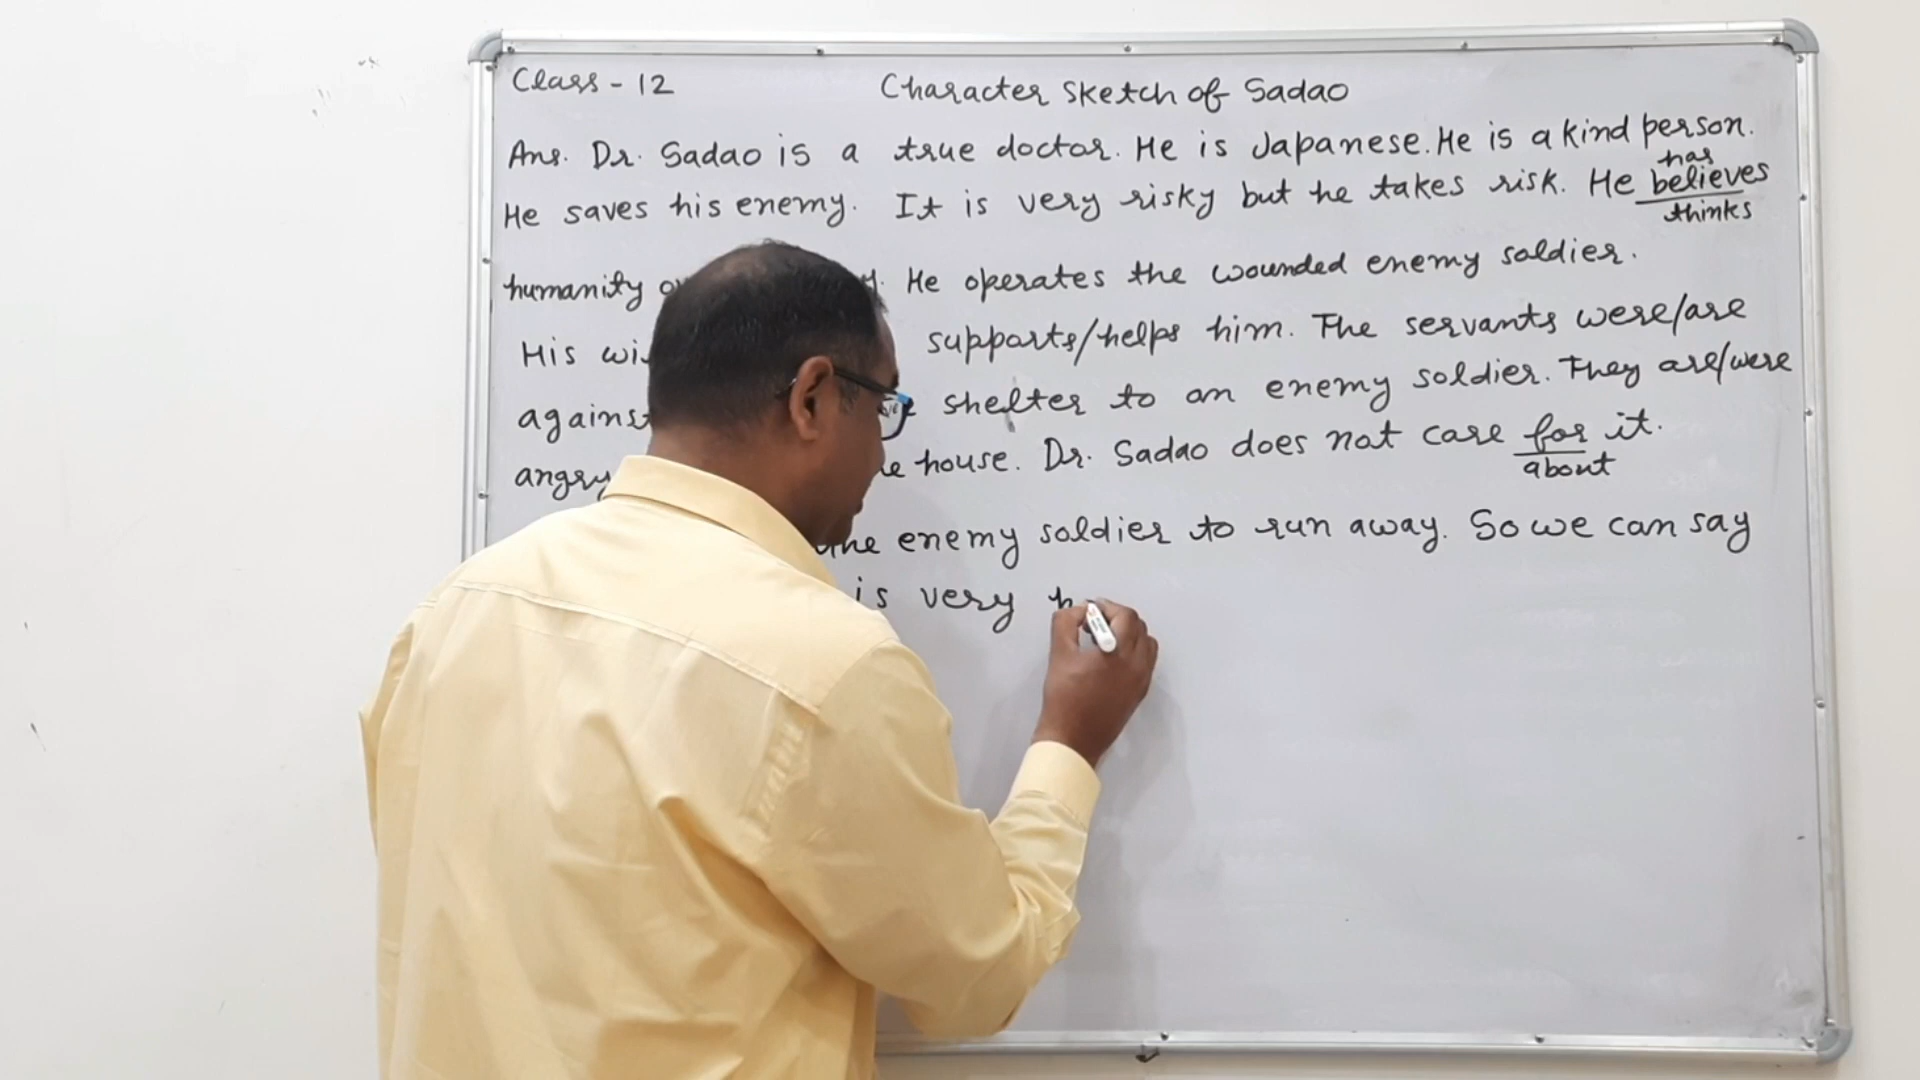 Class - 12 Character Sketch of Sadao
Ans. Dr. Sadao is a true doctor. He is Japanese. He is a kind person.
has
He saves his enemy. It is very risky but he takes risk. He believes
thinks
humanity He operates the wounded enemy soldier.
His supports/helps him. The servants were/are
against shelter to an enemy soldier. They are/were
angry house. Dr. Sadao does not care for it.
about
the enemy soldier to run away. So we can say
is very